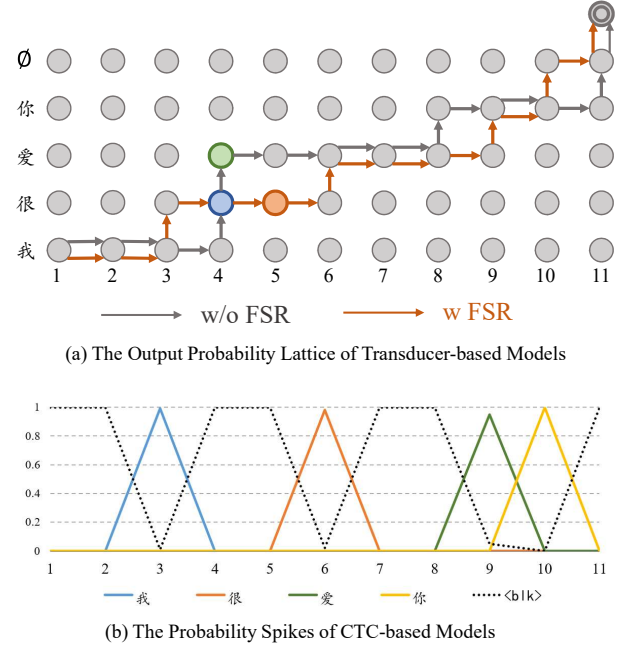 Ø
你
爱
很
我
1 2 3 4 5 6 7 8 9 10 11
w/o FSR w FSR
(a) The Output Probability Lattice of Transducer-based Models
1
0.8
0.6
0.4
0.2
0
1 2 3 4 5 6 7 8 9 10 11
我 很 爱 你 <blk>
(b) The Probability Spikes of CTC-based Models